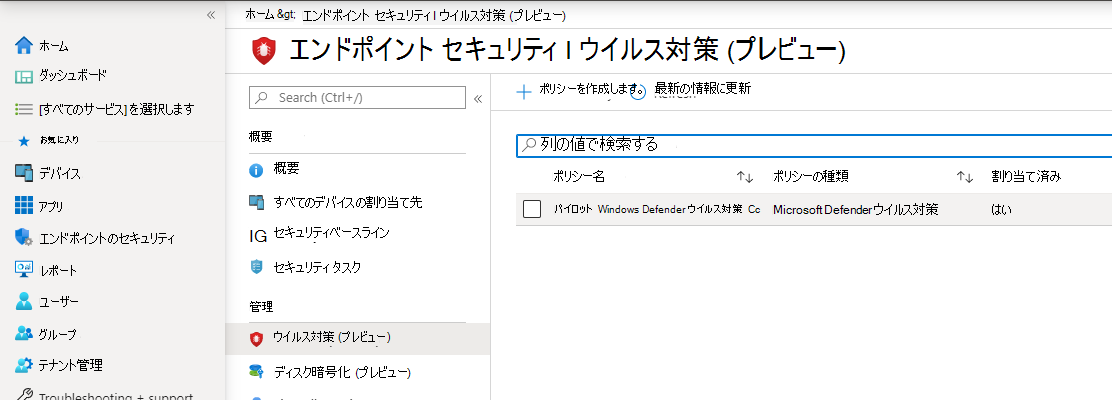 «
ホーム &gt; エンドポイント セキュリティ | ウイルス対策 (プレビュー)
エンドポイント セキュリティ | ウイルス対策 (プレビュー)
ホーム
ダッシュボード
[すべてのサービス] を選択します
お気に入り
デバイス
アプリ
エンドポイントのセキュリティ
レポート
ユーザー
グループ
テナント管理
Troubleshooting + support
Search (Ctrl+/)
«
概要
概要
すべてのデバイスの割り当て先
IG セキュリティベースライン
セキュリティ タスク
管理
ウイルス対策 (プレビュー)
ディスク暗号化 (プレビュー)
ポリシーを作成します。 最新の情報に更新
列の値で検索する
ポリシー名 ポリシーの種類 割り当て済み
パイロット Windows Defenderウイルス対策 Cc Microsoft Defenderウイルス対策 はい